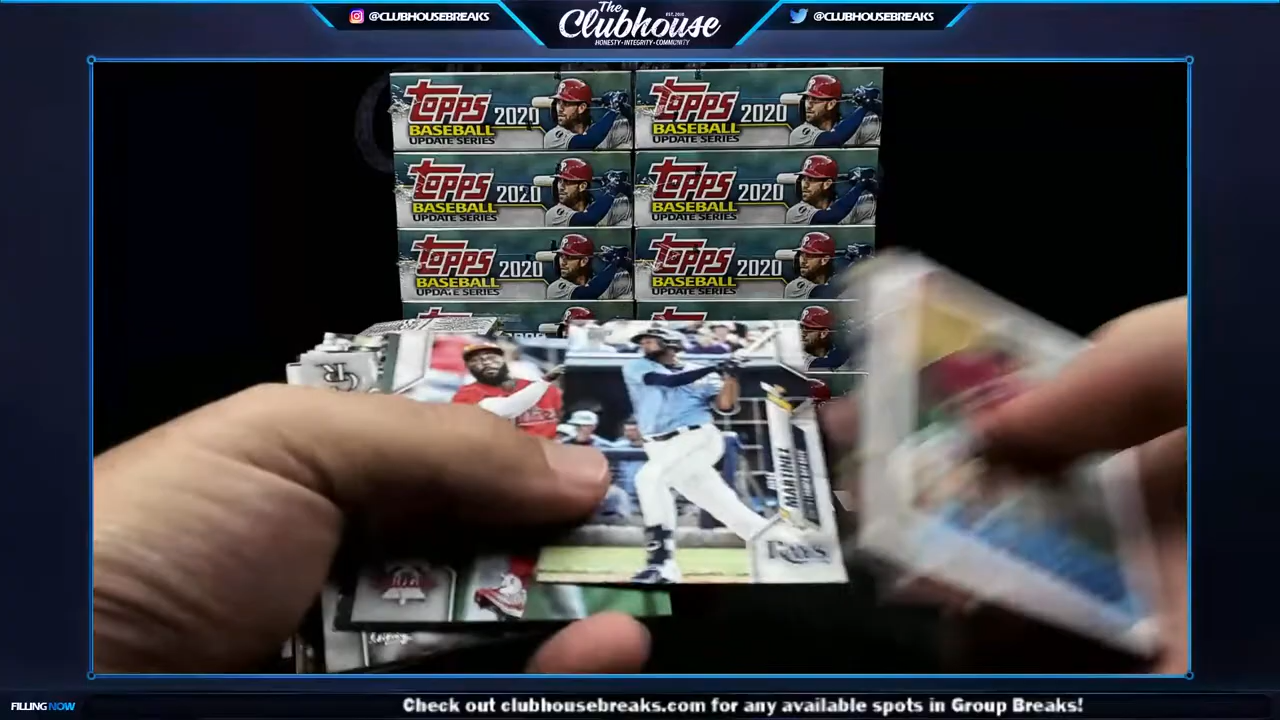 @CLUBHOUSEBREAKS
The
Clubhouse
EST. 2016
HONESTY • INTEGRITY • COMMUNITY
@CLUBHOUSEBREAKS
TOPPS
2020
BASEBALL
UPDATE SERIES
TOPPS
2020
BASEBALL
UPDATE SERIES
TOPPS
2020
BASEBALL
UPDATE SERIES
TOPPS
2020
BASEBALL
UPDATE SERIES
TOPPS
2020
BASEBALL
UPDATE SERIES
TOPPS
2020
BASEBALL
UPDATE SERIES
MARTINEZ
RAYS
FILLING NOW
Check out clubhousebreaks.com for any available spots in Group Breaks!